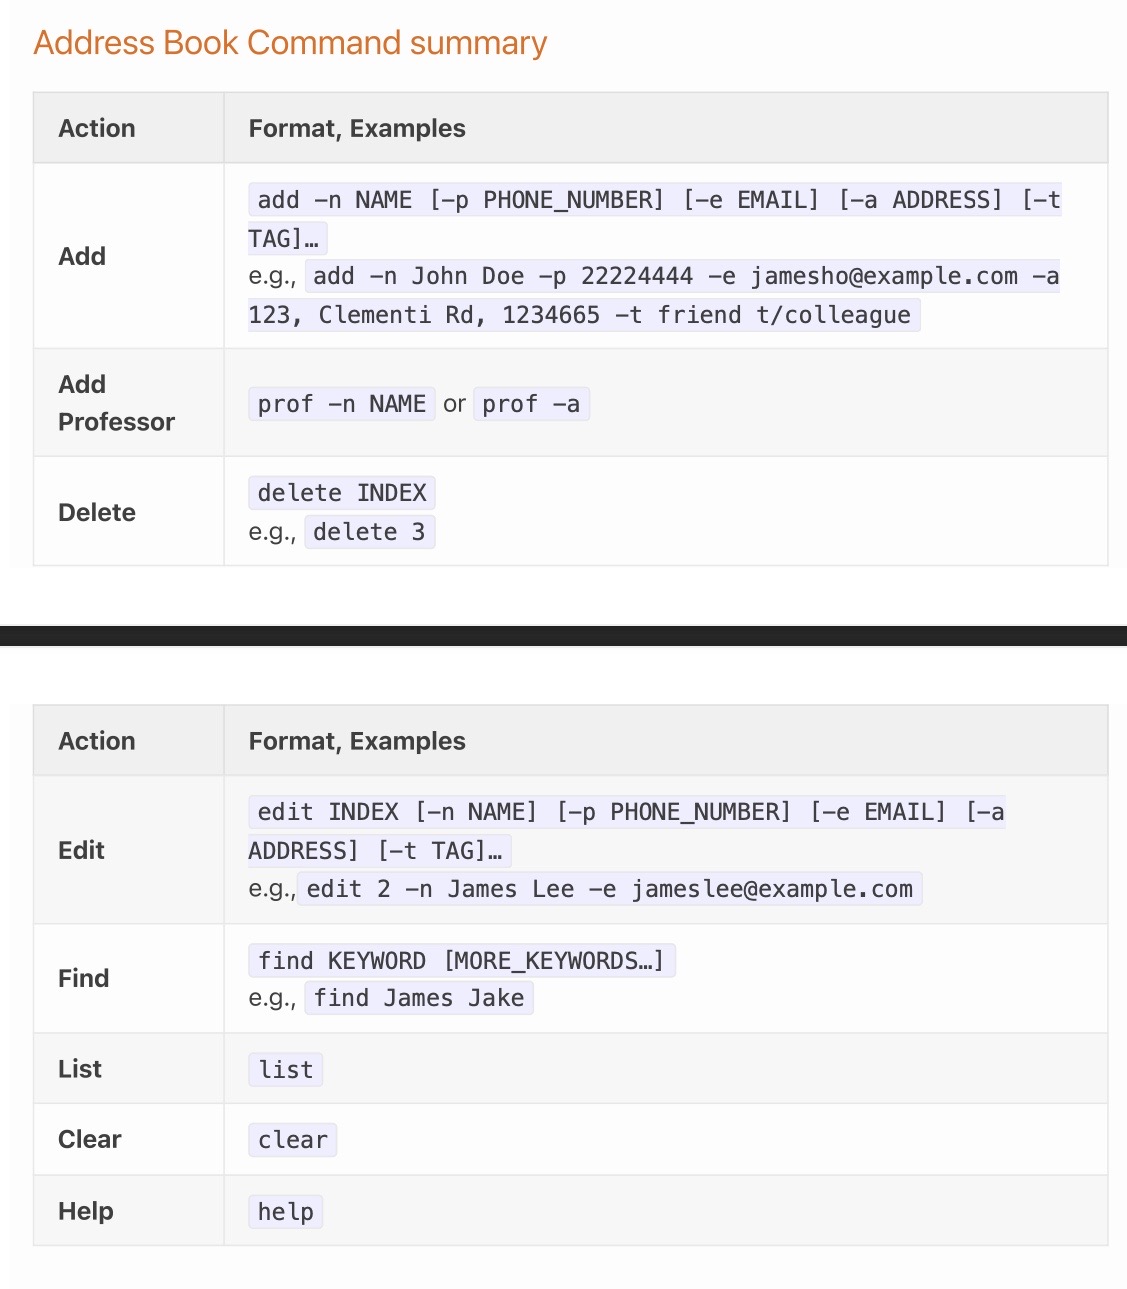 Address Book Command summary
Action Format, Examples
Add
add -n NAME [-p PHONE_NUMBER] [-e EMAIL] [-a ADDRESS] [-t
TAG]…
e.g., add -n John Doe -p 22224444 -e jamesho@example.com -a
123, Clementi Rd, 1234665 -t friend t/colleague
Add
Professor
prof -n NAME or prof -a
Delete
delete INDEX
e.g., delete 3
Action Format, Examples
Edit
edit INDEX [-n NAME] [-p PHONE_NUMBER] [-e EMAIL] [-a
ADDRESS] [-t TAG]…
e.g., edit 2 -n James Lee -e jameslee@example.com
Find
find KEYWORD [MORE_KEYWORDS…]
e.g., find James Jake
List list
Clear clear
Help help